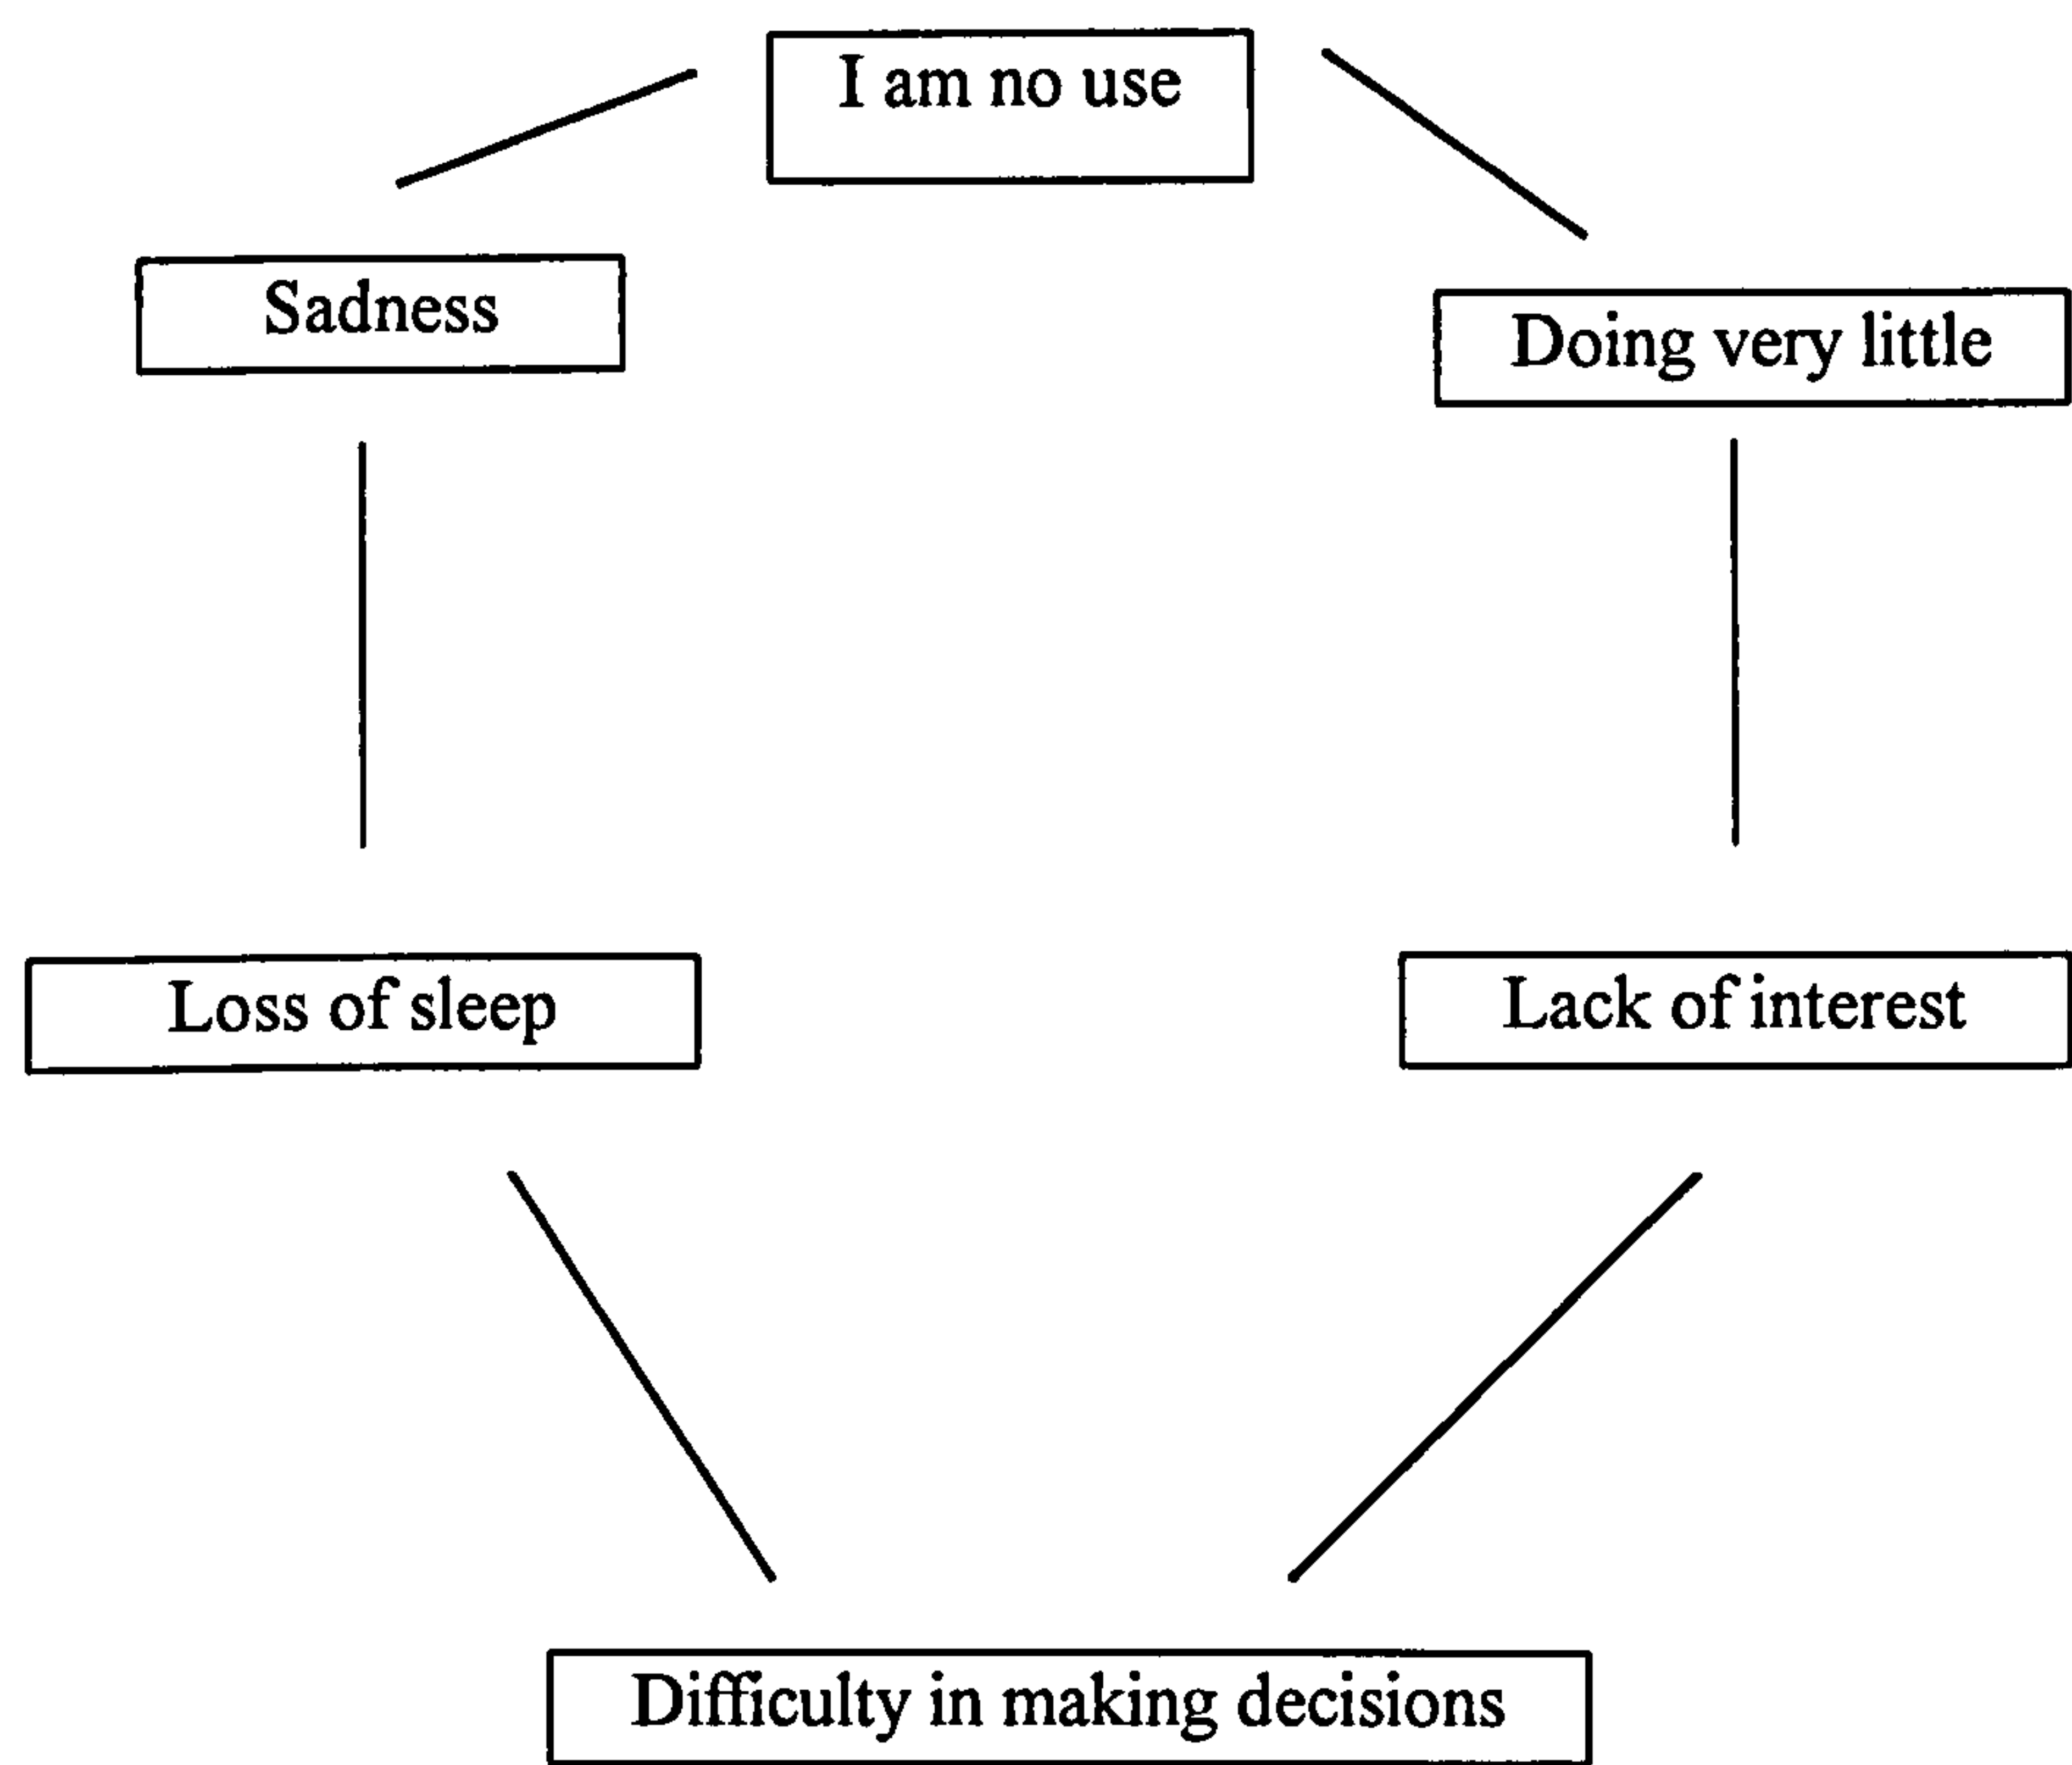 I am no use
Sadness
Doing very little
Loss of sleep
Lack of interest
Difficulty in making decisions